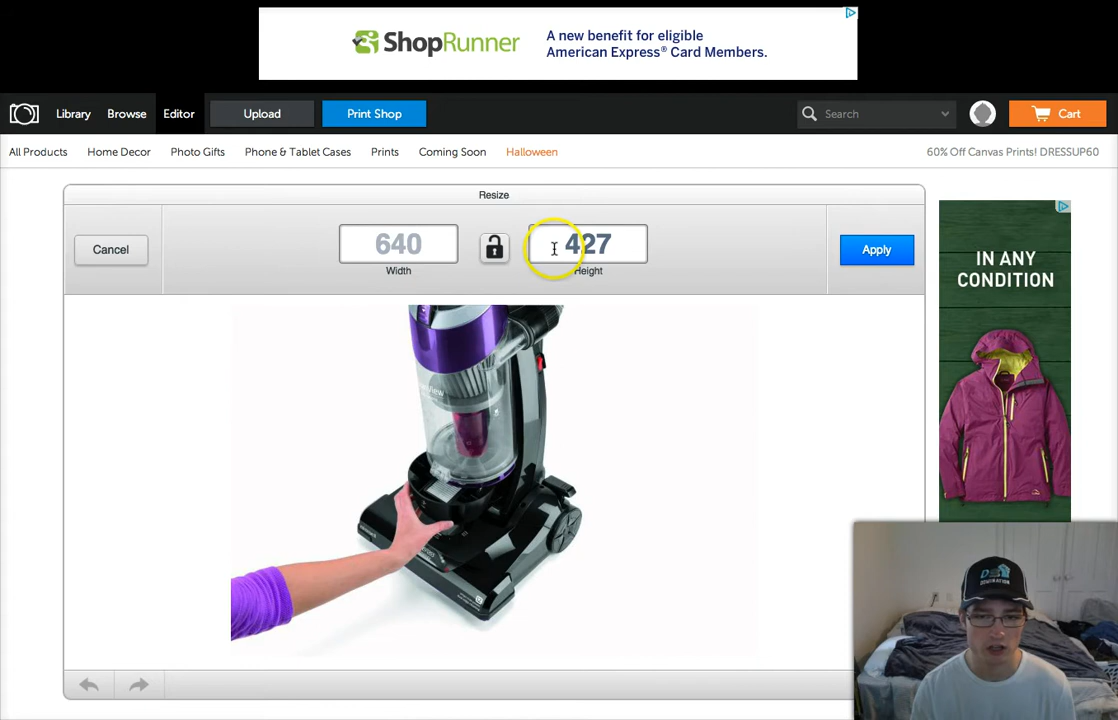 ShopRunner
A new benefit for eligible
American Express® Card Members.
Library Browse Editor Upload Print Shop Search Cart
All Products Home Decor Photo Gifts Phone & Tablet Cases Prints Coming Soon Halloween 60% Off Canvas Prints! DRESSUP60
Resize
Cancel 640 427 Apply
Width Height
IN ANY
CONDITION